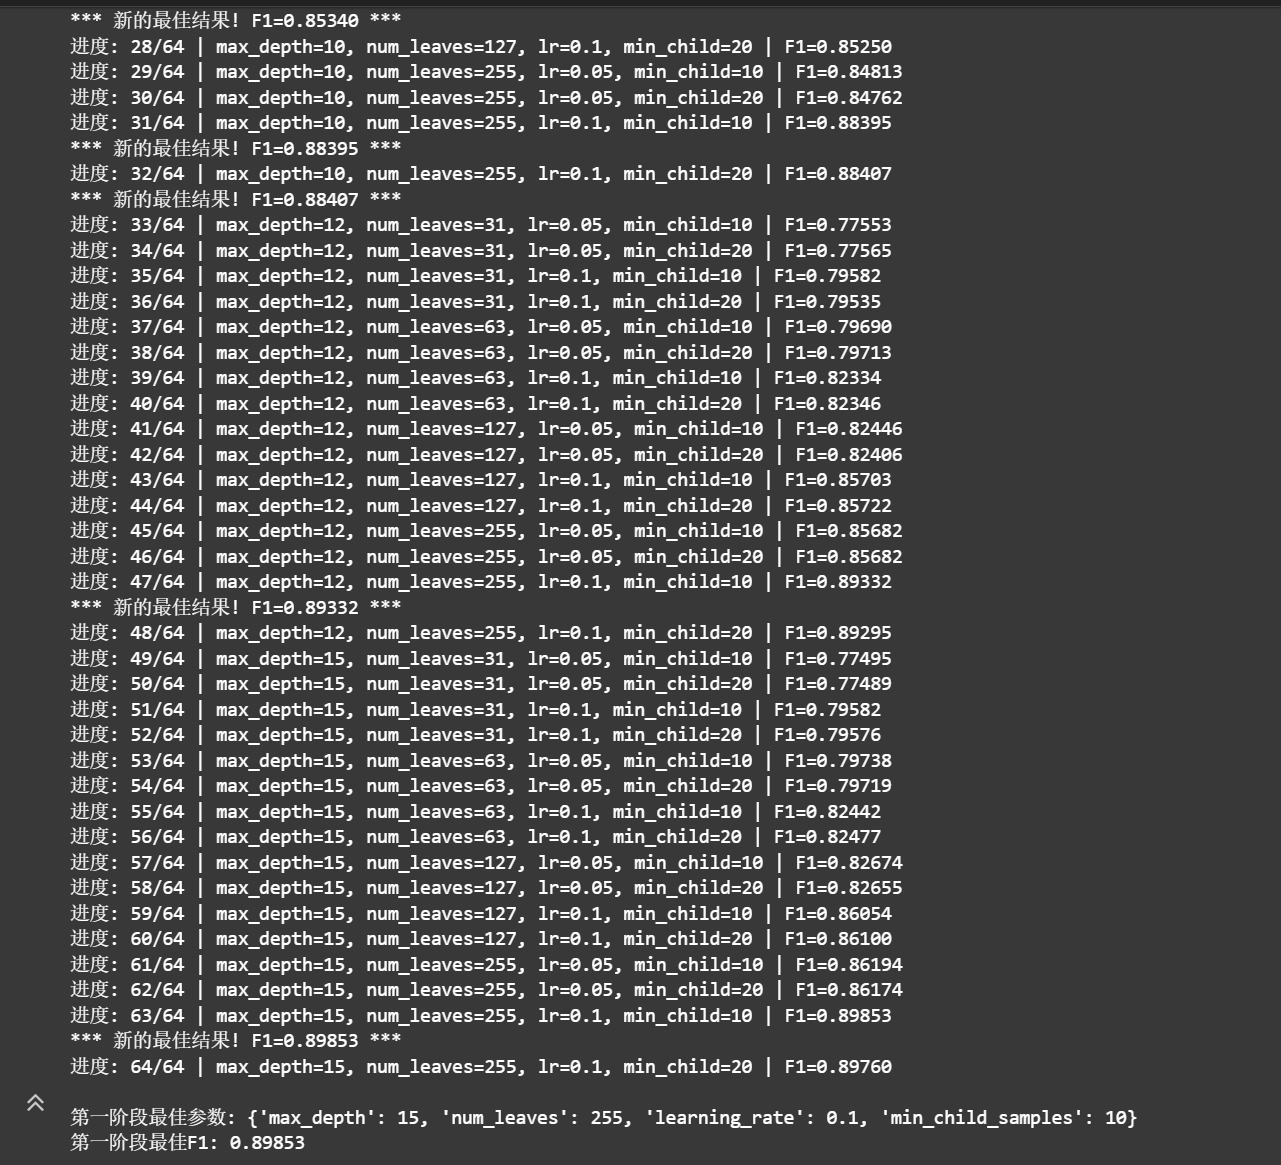 *** 新的最佳结果! F1=0.85340 ***
进度: 28/64 | max_depth=10, num_leaves=127, lr=0.1, min_child=20 | F1=0.85250
进度: 29/64 | max_depth=10, num_leaves=255, lr=0.05, min_child=10 | F1=0.84813
进度: 30/64 | max_depth=10, num_leaves=255, lr=0.05, min_child=20 | F1=0.84762
进度: 31/64 | max_depth=10, num_leaves=255, lr=0.1, min_child=10 | F1=0.88395
*** 新的最佳结果! F1=0.88395 ***
进度: 32/64 | max_depth=10, num_leaves=255, lr=0.1, min_child=20 | F1=0.88407
*** 新的最佳结果! F1=0.88407 ***
进度: 33/64 | max_depth=12, num_leaves=31, lr=0.05, min_child=10 | F1=0.77553
进度: 34/64 | max_depth=12, num_leaves=31, lr=0.05, min_child=20 | F1=0.77565
进度: 35/64 | max_depth=12, num_leaves=31, lr=0.1, min_child=10 | F1=0.79582
进度: 36/64 | max_depth=12, num_leaves=31, lr=0.1, min_child=20 | F1=0.79535
进度: 37/64 | max_depth=12, num_leaves=63, lr=0.05, min_child=10 | F1=0.79690
进度: 38/64 | max_depth=12, num_leaves=63, lr=0.05, min_child=20 | F1=0.79713
进度: 39/64 | max_depth=12, num_leaves=63, lr=0.1, min_child=10 | F1=0.82334
进度: 40/64 | max_depth=12, num_leaves=63, lr=0.1, min_child=20 | F1=0.82346
进度: 41/64 | max_depth=12, num_leaves=127, lr=0.05, min_child=10 | F1=0.82446
进度: 42/64 | max_depth=12, num_leaves=127, lr=0.05, min_child=20 | F1=0.82406
进度: 43/64 | max_depth=12, num_leaves=127, lr=0.1, min_child=10 | F1=0.85703
进度: 44/64 | max_depth=12, num_leaves=127, lr=0.1, min_child=20 | F1=0.85722
进度: 45/64 | max_depth=12, num_leaves=255, lr=0.05, min_child=10 | F1=0.85682
进度: 46/64 | max_depth=12, num_leaves=255, lr=0.05, min_child=20 | F1=0.85682
进度: 47/64 | max_depth=12, num_leaves=255, lr=0.1, min_child=10 | F1=0.89332
*** 新的最佳结果! F1=0.89332 ***
进度: 48/64 | max_depth=12, num_leaves=255, lr=0.1, min_child=20 | F1=0.89295
进度: 49/64 | max_depth=15, num_leaves=31, lr=0.05, min_child=10 | F1=0.77495
进度: 50/64 | max_depth=15, num_leaves=31, lr=0.05, min_child=20 | F1=0.77489
进度: 51/64 | max_depth=15, num_leaves=31, lr=0.1, min_child=10 | F1=0.79582
进度: 52/64 | max_depth=15, num_leaves=31, lr=0.1, min_child=20 | F1=0.79576
进度: 53/64 | max_depth=15, num_leaves=63, lr=0.05, min_child=10 | F1=0.79738
进度: 54/64 | max_depth=15, num_leaves=63, lr=0.05, min_child=20 | F1=0.79719
进度: 55/64 | max_depth=15, num_leaves=63, lr=0.1, min_child=10 | F1=0.82442
进度: 56/64 | max_depth=15, num_leaves=63, lr=0.1, min_child=20 | F1=0.82477
进度: 57/64 | max_depth=15, num_leaves=127, lr=0.05, min_child=10 | F1=0.82674
进度: 58/64 | max_depth=15, num_leaves=127, lr=0.05, min_child=20 | F1=0.82655
进度: 59/64 | max_depth=15, num_leaves=127, lr=0.1, min_child=10 | F1=0.86054
进度: 60/64 | max_depth=15, num_leaves=127, lr=0.1, min_child=20 | F1=0.86100
进度: 61/64 | max_depth=15, num_leaves=255, lr=0.05, min_child=10 | F1=0.86194
进度: 62/64 | max_depth=15, num_leaves=255, lr=0.05, min_child=20 | F1=0.86174
进度: 63/64 | max_depth=15, num_leaves=255, lr=0.1, min_child=10 | F1=0.89853
*** 新的最佳结果! F1=0.89853 ***
进度: 64/64 | max_depth=15, num_leaves=255, lr=0.1, min_child=20 | F1=0.89760
第一阶段最佳参数: {'max_depth': 15, 'num_leaves': 255, 'learning_rate': 0.1, 'min_child_samples': 10}
第一阶段最佳F1: 0.89853